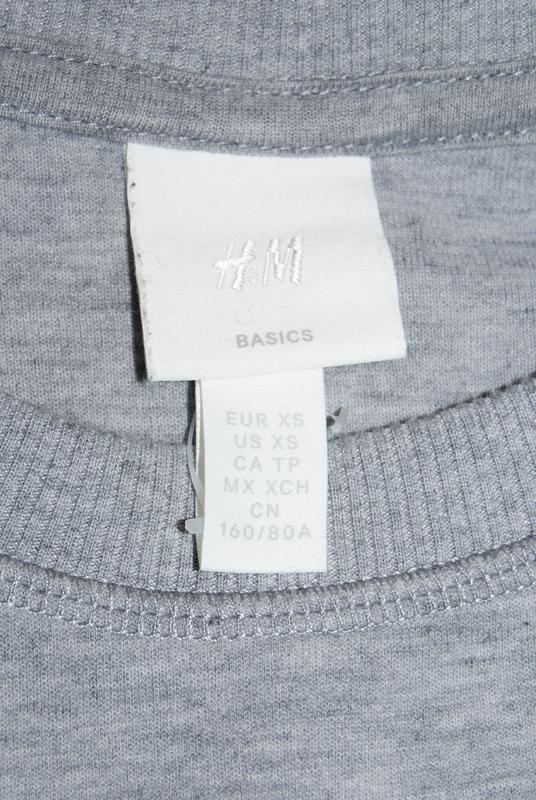 H&M
BASICS
EUR XS
US XS
CA TP
MX XCH
CN
160/80A